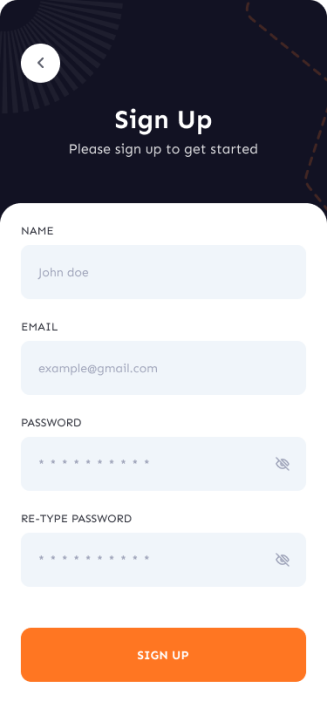 Sign Up
Please sign up to get started
NAME
John doe
EMAIL
example@gmail.com
PASSWORD
* * * * * * * * * *
RE-TYPE PASSWORD
* * * * * * * * * *
SIGN UP